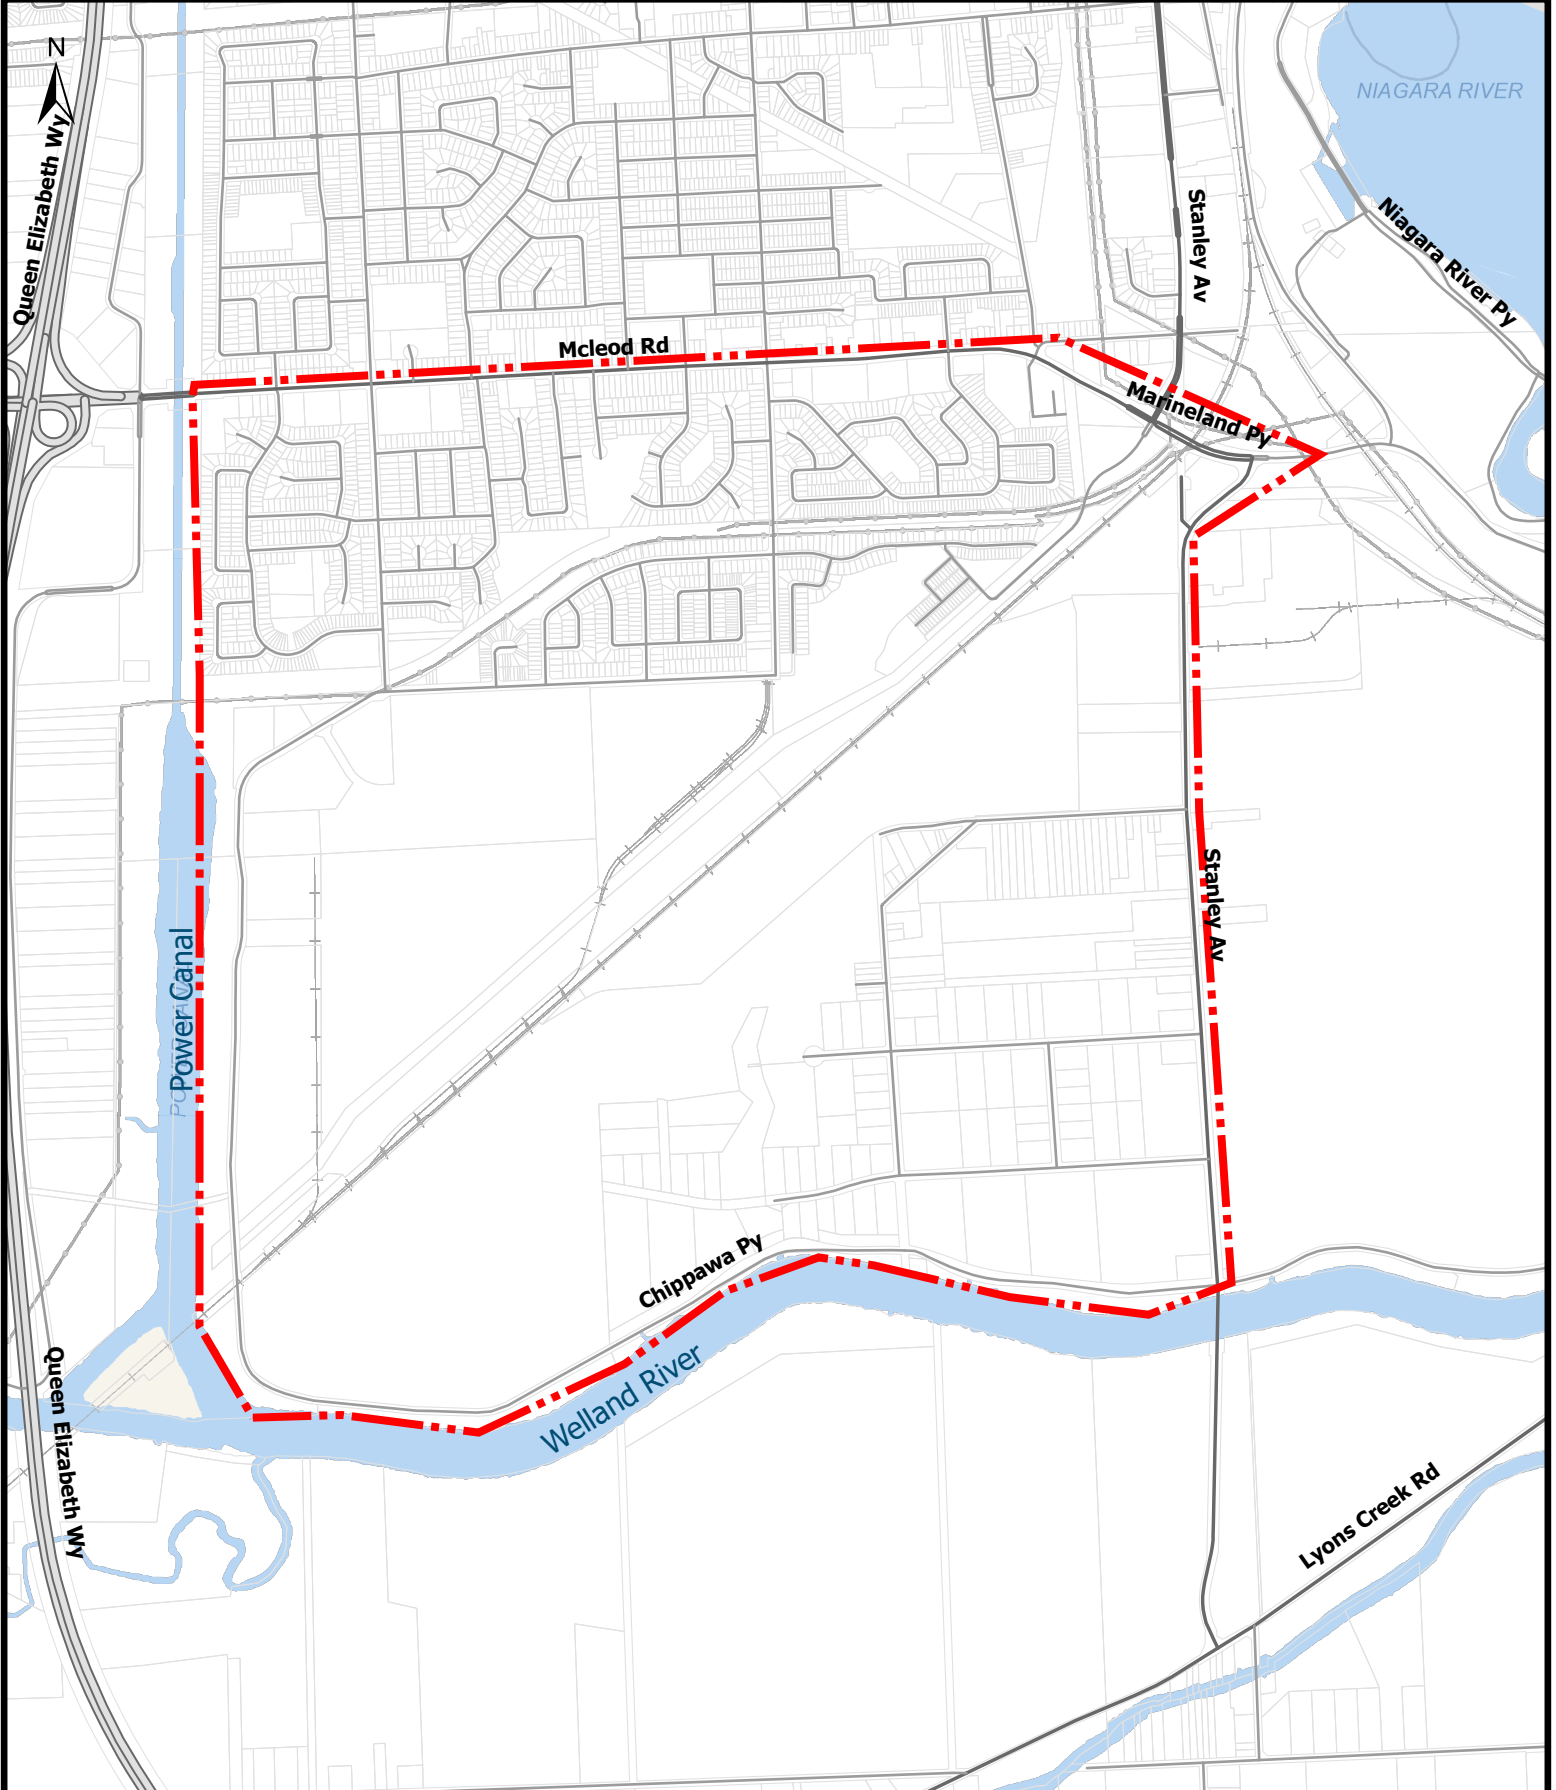 N
NIAGARA RIVER
Queen Elizabeth Wy
Stanley Av
Niagara River Py
Mcleod Rd
Marineland Py
Stanley Av
Power Canal
Chippawa Py
Welland River
Queen Elizabeth Wy
Lyons Creek Rd